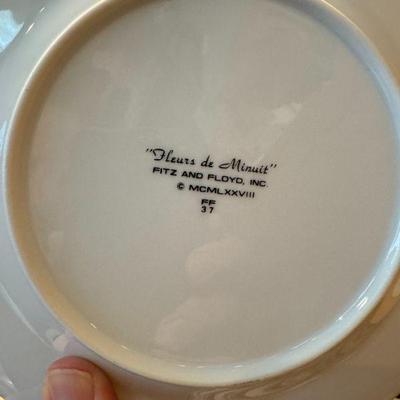 "Fleurs de Minuit"
FITZ AND FLOYD, INC.
© MCMLXXVIII
FF
37